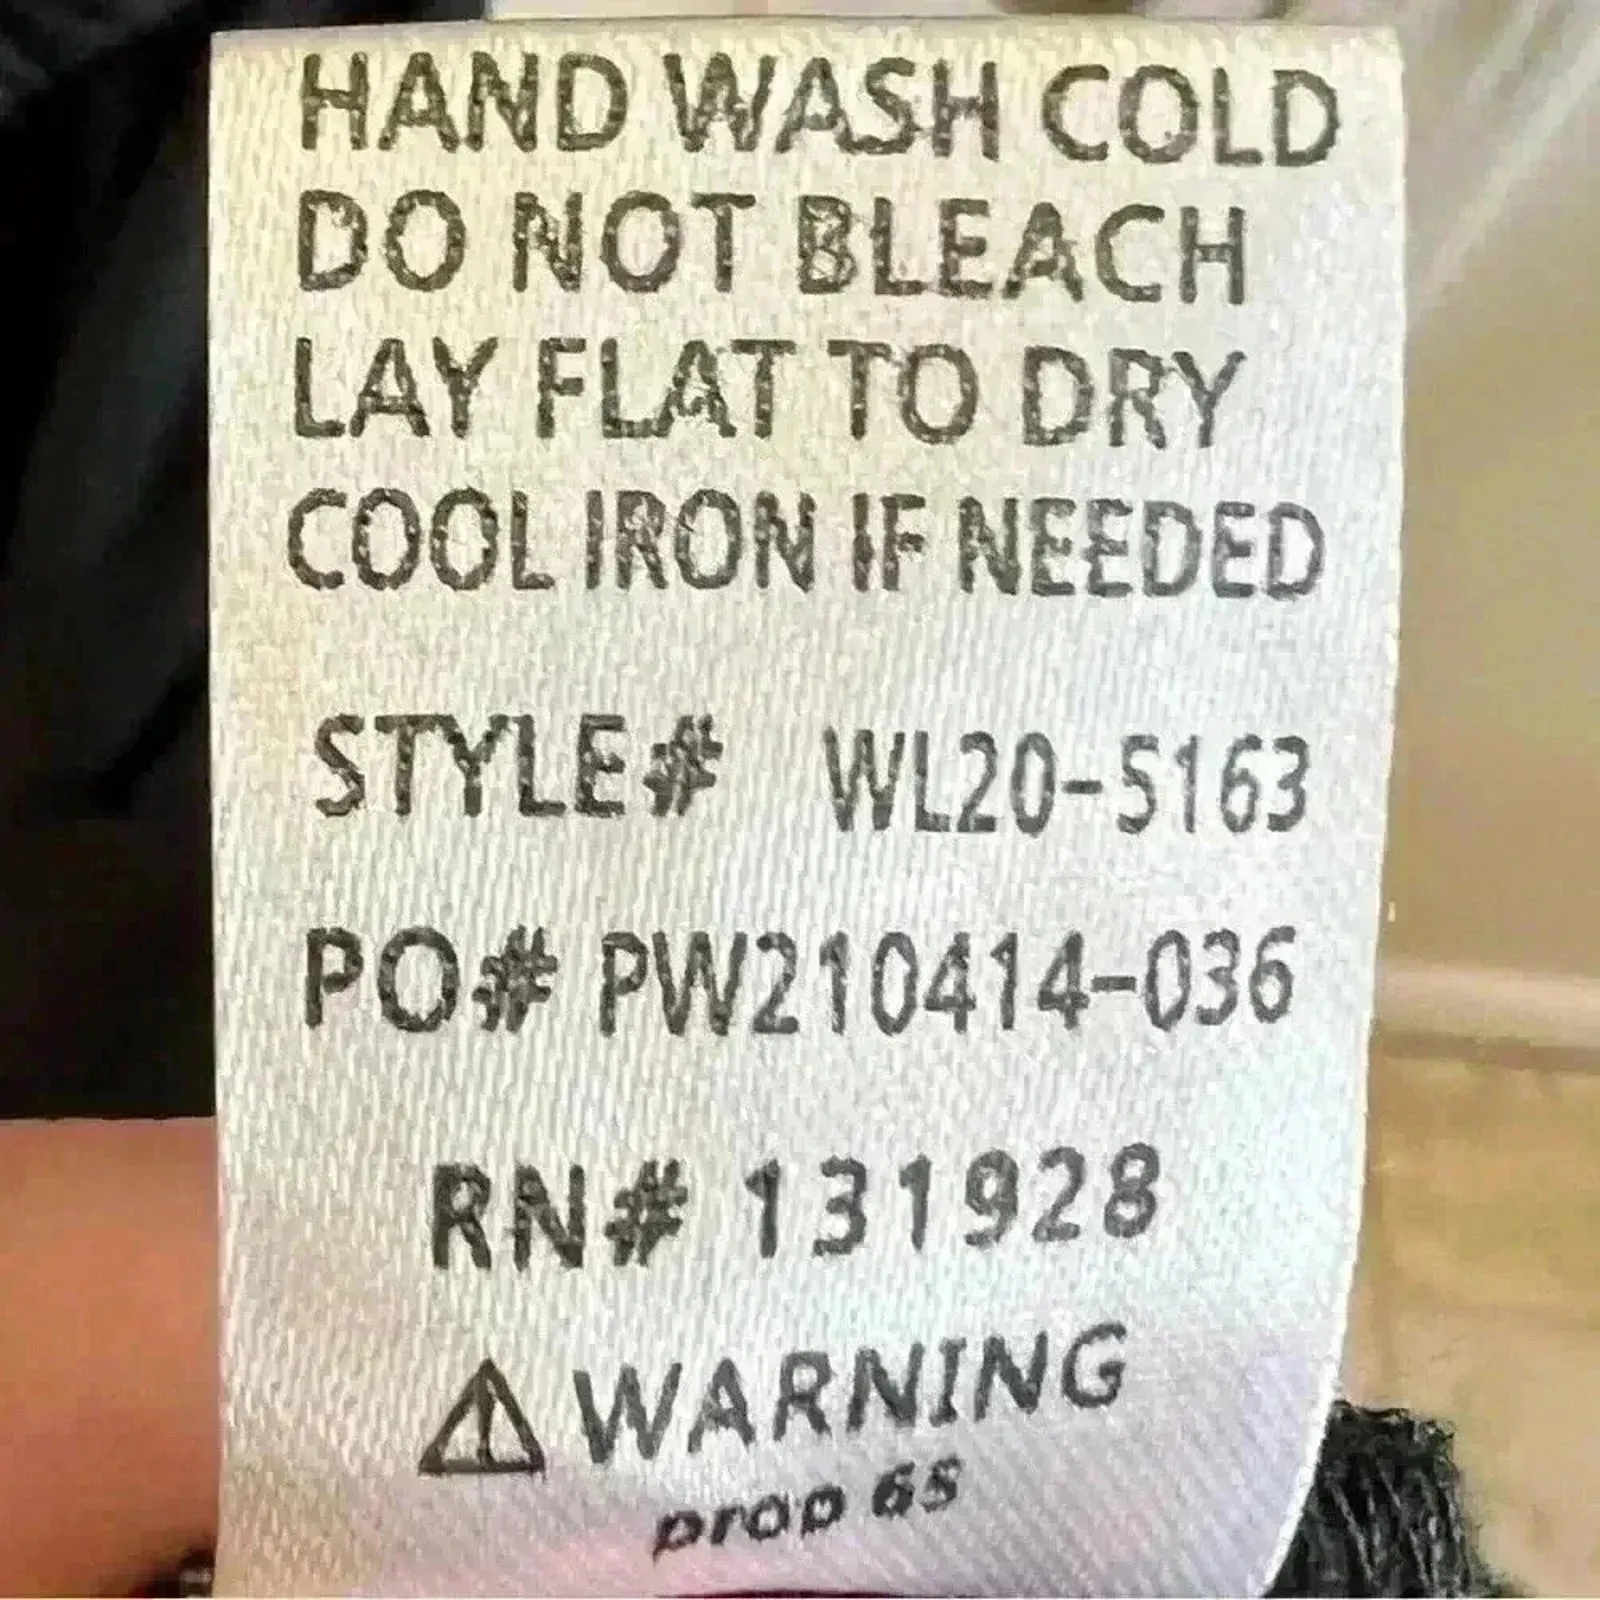 HAND WASH COLD
DO NOT BLEACH
LAY FLAT TO DRY
COOL IRON IF NEEDED
STYLE# WL20-5163
PO# PW210414-036
RN# 131928
⚠ WARNING
prop 65